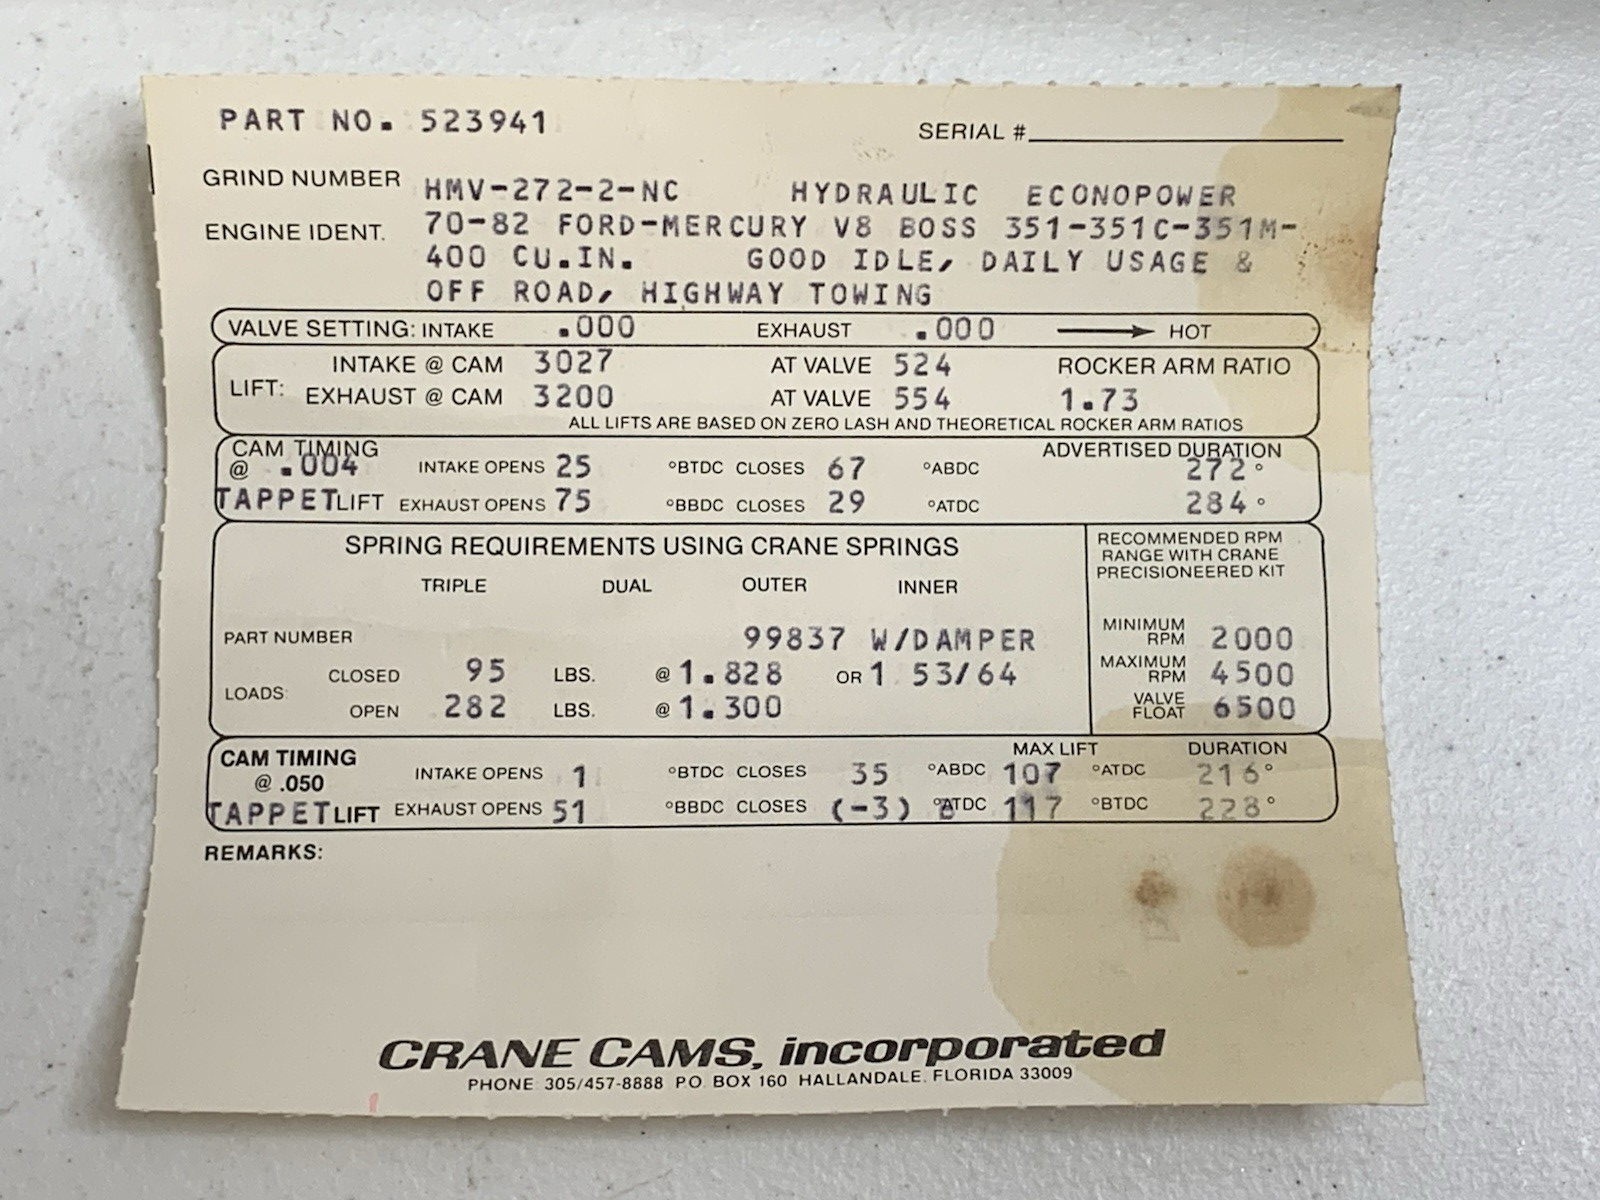 PART NO. 523941
SERIAL #
GRIND NUMBER HMV-272-2-NC HYDRAULIC ECONOPOWER
ENGINE IDENT. 70-82 FORD-MERCURY V8 BOSS 351-351C-351M-
400 CU.IN. GOOD IDLE, DAILY USAGE &
OFF ROAD, HIGHWAY TOWING
VALVE SETTING: INTAKE .000 EXHAUST .000 → HOT
LIFT: INTAKE @ CAM 3027 AT VALVE 524 ROCKER ARM RATIO
EXHAUST @ CAM 3200 AT VALVE 554 1.73
ALL LIFTS ARE BASED ON ZERO LASH AND THEORETICAL ROCKER ARM RATIOS
CAM TIMING ADVERTISED DURATION
@ .004 INTAKE OPENS 25 °BTDC CLOSES 67 °ABDC 272°
TAPPET LIFT EXHAUST OPENS 75 °BBDC CLOSES 29 °ATDC 284°
SPRING REQUIREMENTS USING CRANE SPRINGS
TRIPLE DUAL OUTER INNER
PART NUMBER 99837 W/DAMPER
LOADS: CLOSED 95 LBS. @ 1.828 OR 1 53/64
OPEN 282 LBS. @ 1.300
RECOMMENDED RPM
RANGE WITH CRANE
PRECISIONEERED KIT
MINIMUM RPM 2000
MAXIMUM RPM 4500
VALVE FLOAT 6500
CAM TIMING MAX LIFT DURATION
@ .050 INTAKE OPENS 1 °BTDC CLOSES 35 °ABDC 107 °ATDC 216°
TAPPET LIFT EXHAUST OPENS 51 °BBDC CLOSES (-3) °ATDC 117 °BTDC 228°
REMARKS:
CRANE CAMS, incorporated
PHONE 305/457-8888 P.O. BOX 160 HALLANDALE, FLORIDA 33009